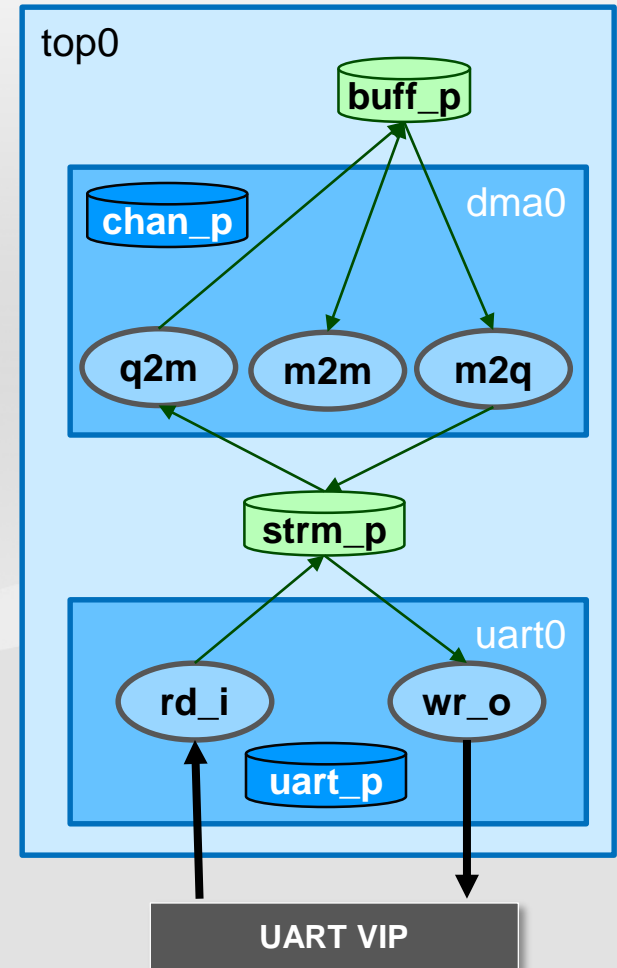 top0
buff_p
dma0
chan_p
q2m
m2m
m2q
strm_p
uart0
rd_i
wr_o
uart_p
UART VIP